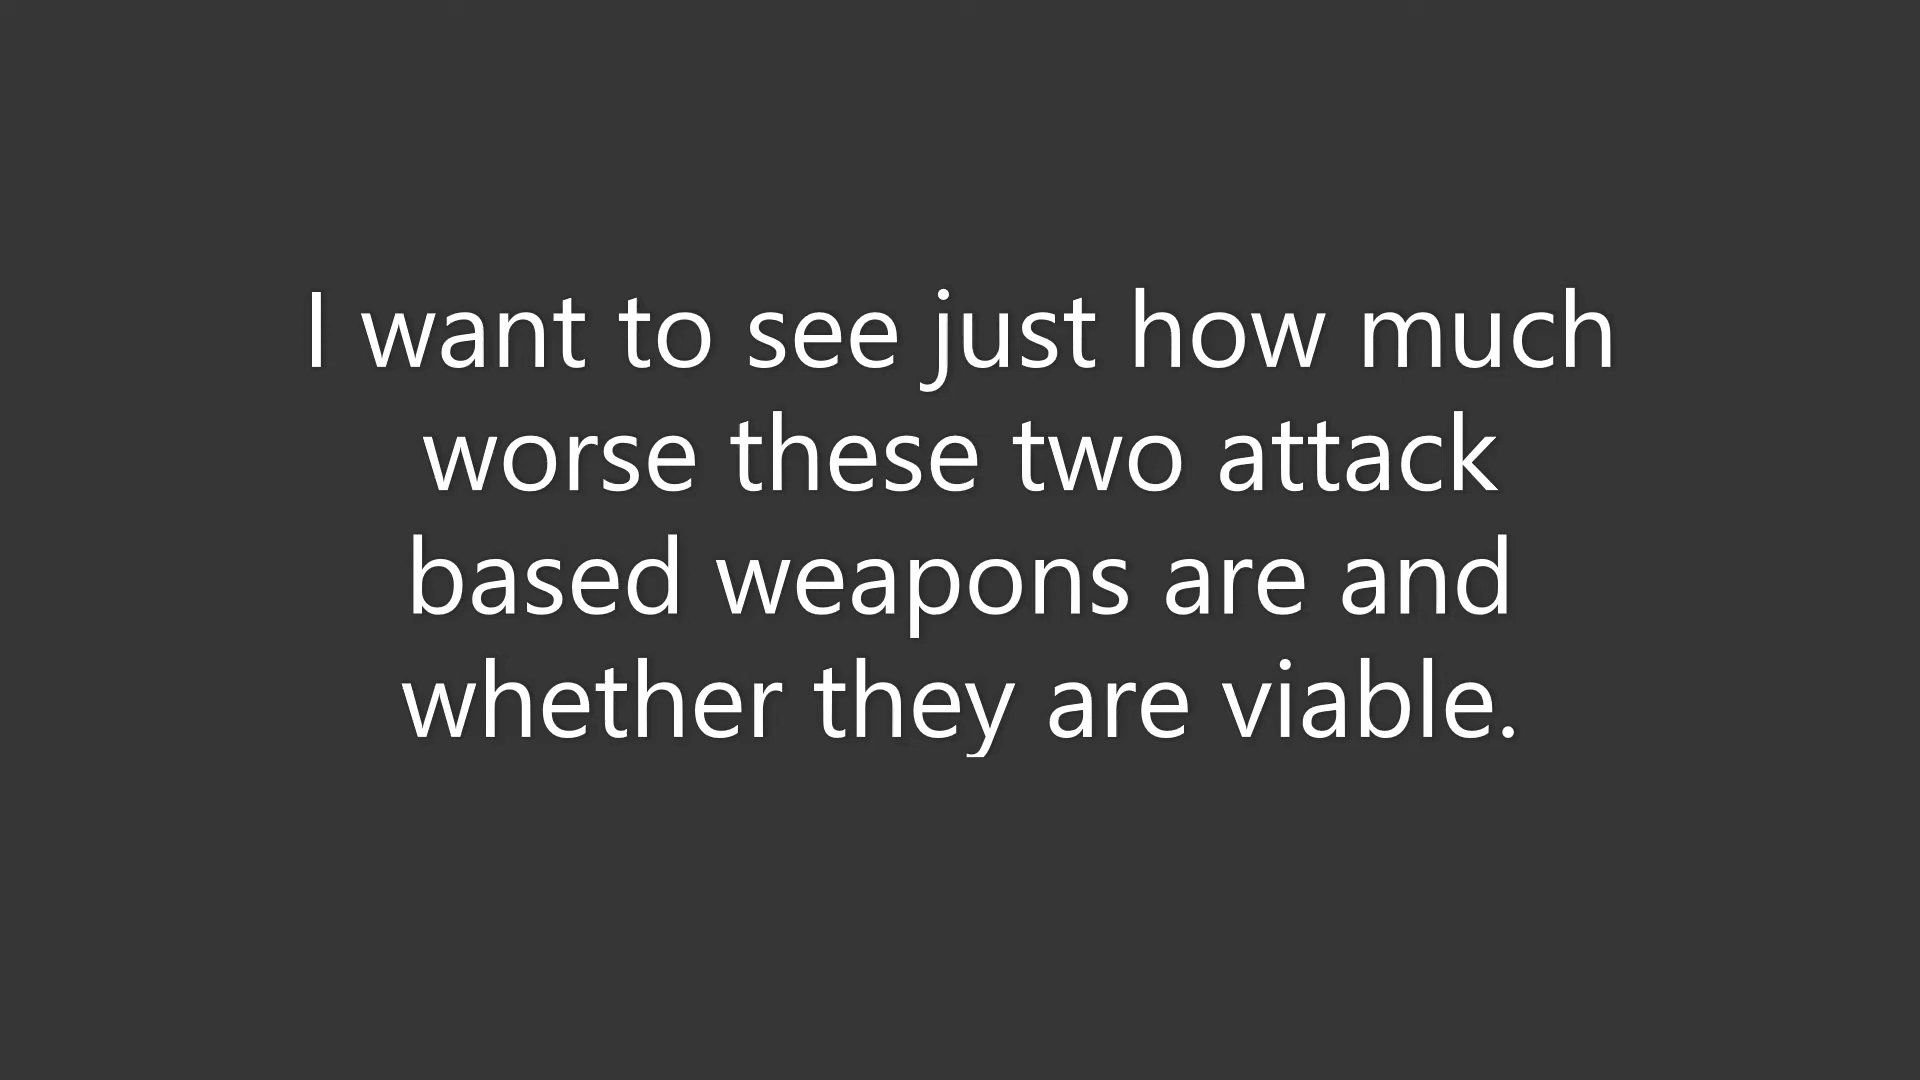 I want to see just how much
worse these two attack
based weapons are and
whether they are viable.